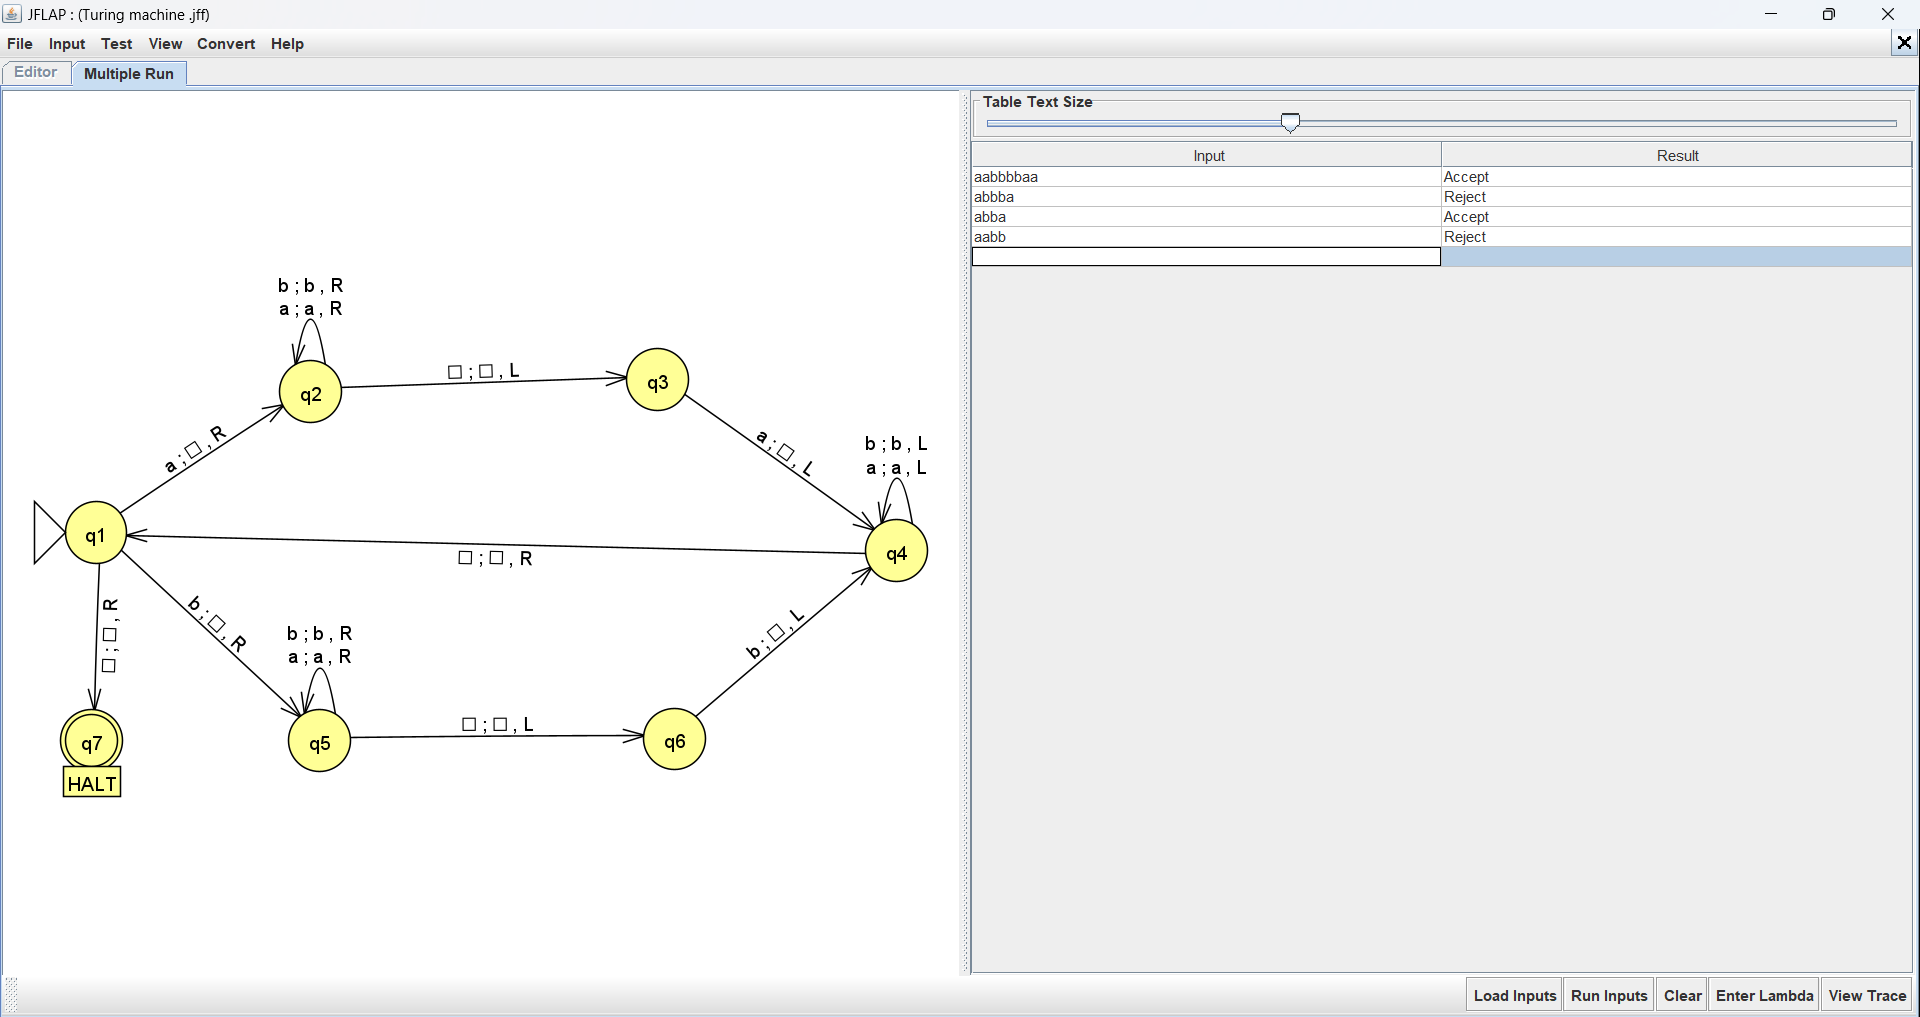 JFLAP : (Turing machine .jff)
File Input Test View Convert Help
Editor Multiple Run
b ; b , R
a ; a , R
q2
□ ; □ , L
q3
a ; □ , R
a ; □ , L
b ; b , L
a ; a , L
q1
□ ; □ , R
q4
□ ; □ , R
b ; □ , R
b ; b , R
a ; a , R
b ; □ , L
q7
HALT
q5
□ ; □ , L
q6
Table Text Size
Input Result
aabbbbaa Accept
abbba Reject
abba Accept
aabb Reject
Load Inputs Run Inputs Clear Enter Lambda View Trace